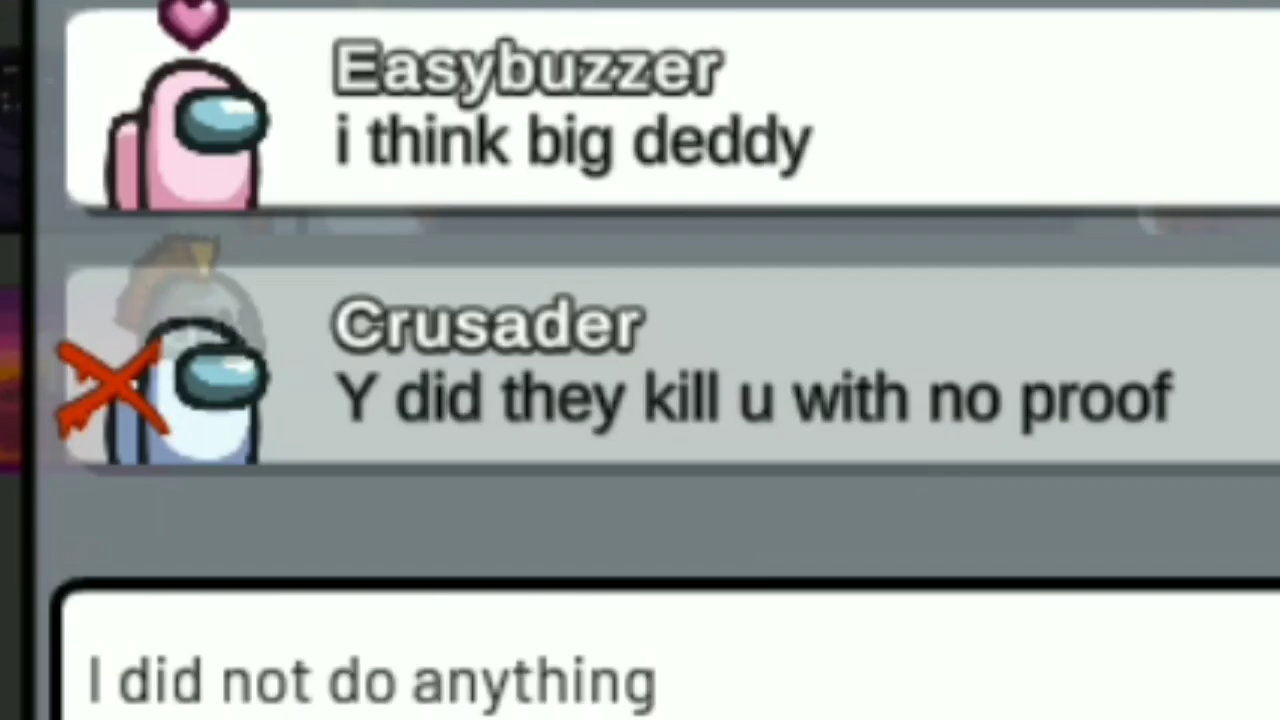 Easybuzzer
i think big deddy
Crusader
Y did they kill u with no proof
I did not do anything